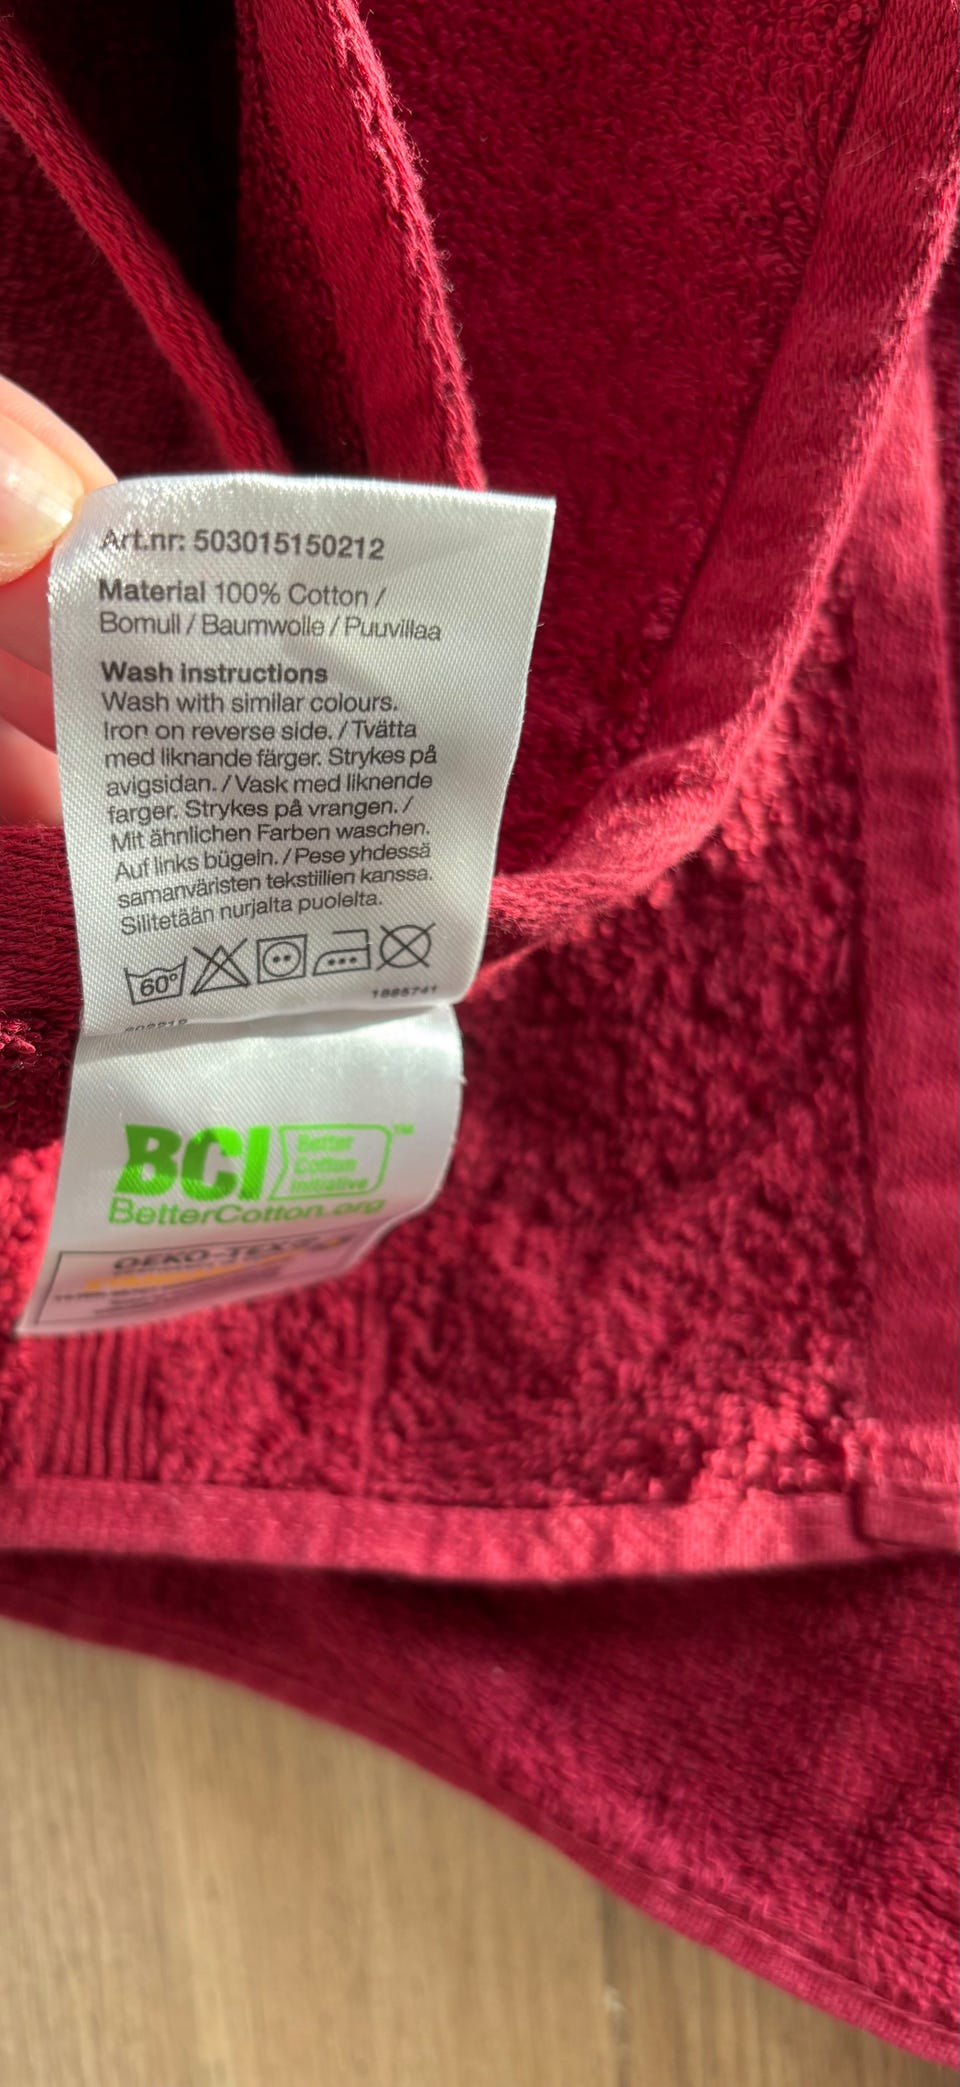 Art.nr: 503015150212
Material 100% Cotton /
Bomull / Baumwolle / Puuvillaa
Wash instructions
Wash with similar colours.
Iron on reverse side. / Tvätta
med liknande färger. Strykes på
avigsidan. / Vask med liknende
farger. Strykes på vrangen. /
Mit ähnlichen Farben waschen.
Auf links bügeln. / Pese yhdessä
samanväristen tekstiilien kanssa.
Silitetään nurjalta puolelta.
60°
1885741
BCI Better
Cotton
Initiative ™
BetterCotton.org
OEKO-TEX®